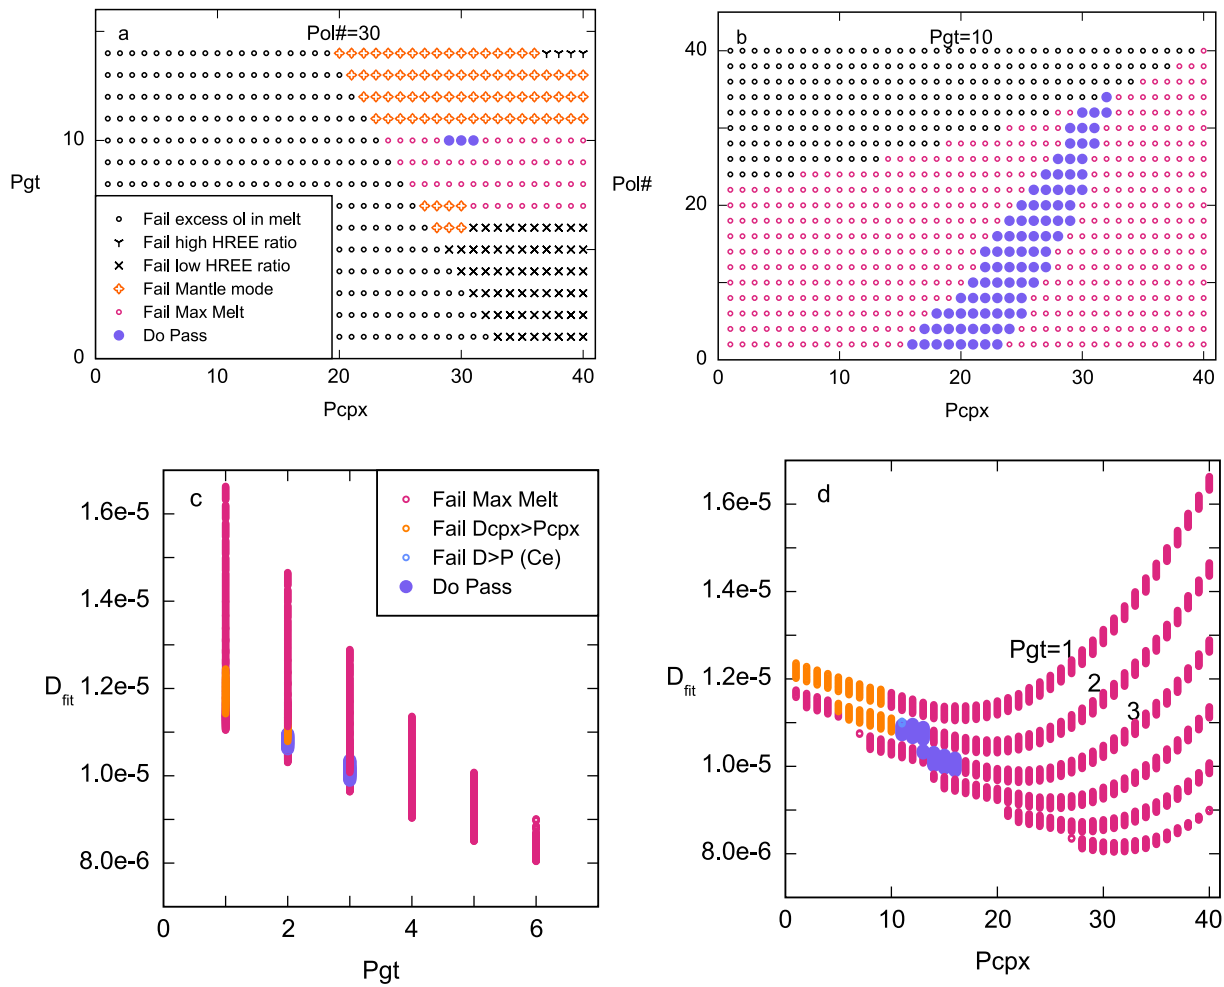 a
Pol#=30
10
Pgt
Fail excess ol in melt
Fail high HREE ratio
Fail low HREE ratio
Fail Mantle mode
Fail Max Melt
Do Pass
0
0 10 20 30 40
Pcpx
b
Pgt=10
40
Pol#
20
0
0 10 20 30 40
Pcpx
c
Fail Max Melt
Fail Dcpx>Pcpx
Fail D>P (Ce)
Do Pass
1.6e-5
1.4e-5
1.2e-5
Dfit
1.0e-5
8.0e-6
0 2 4 6
Pgt
d
1.6e-5
1.4e-5
Pgt=1
1.2e-5
2
Dfit
3
1.0e-5
8.0e-6
0 10 20 30 40
Pcpx